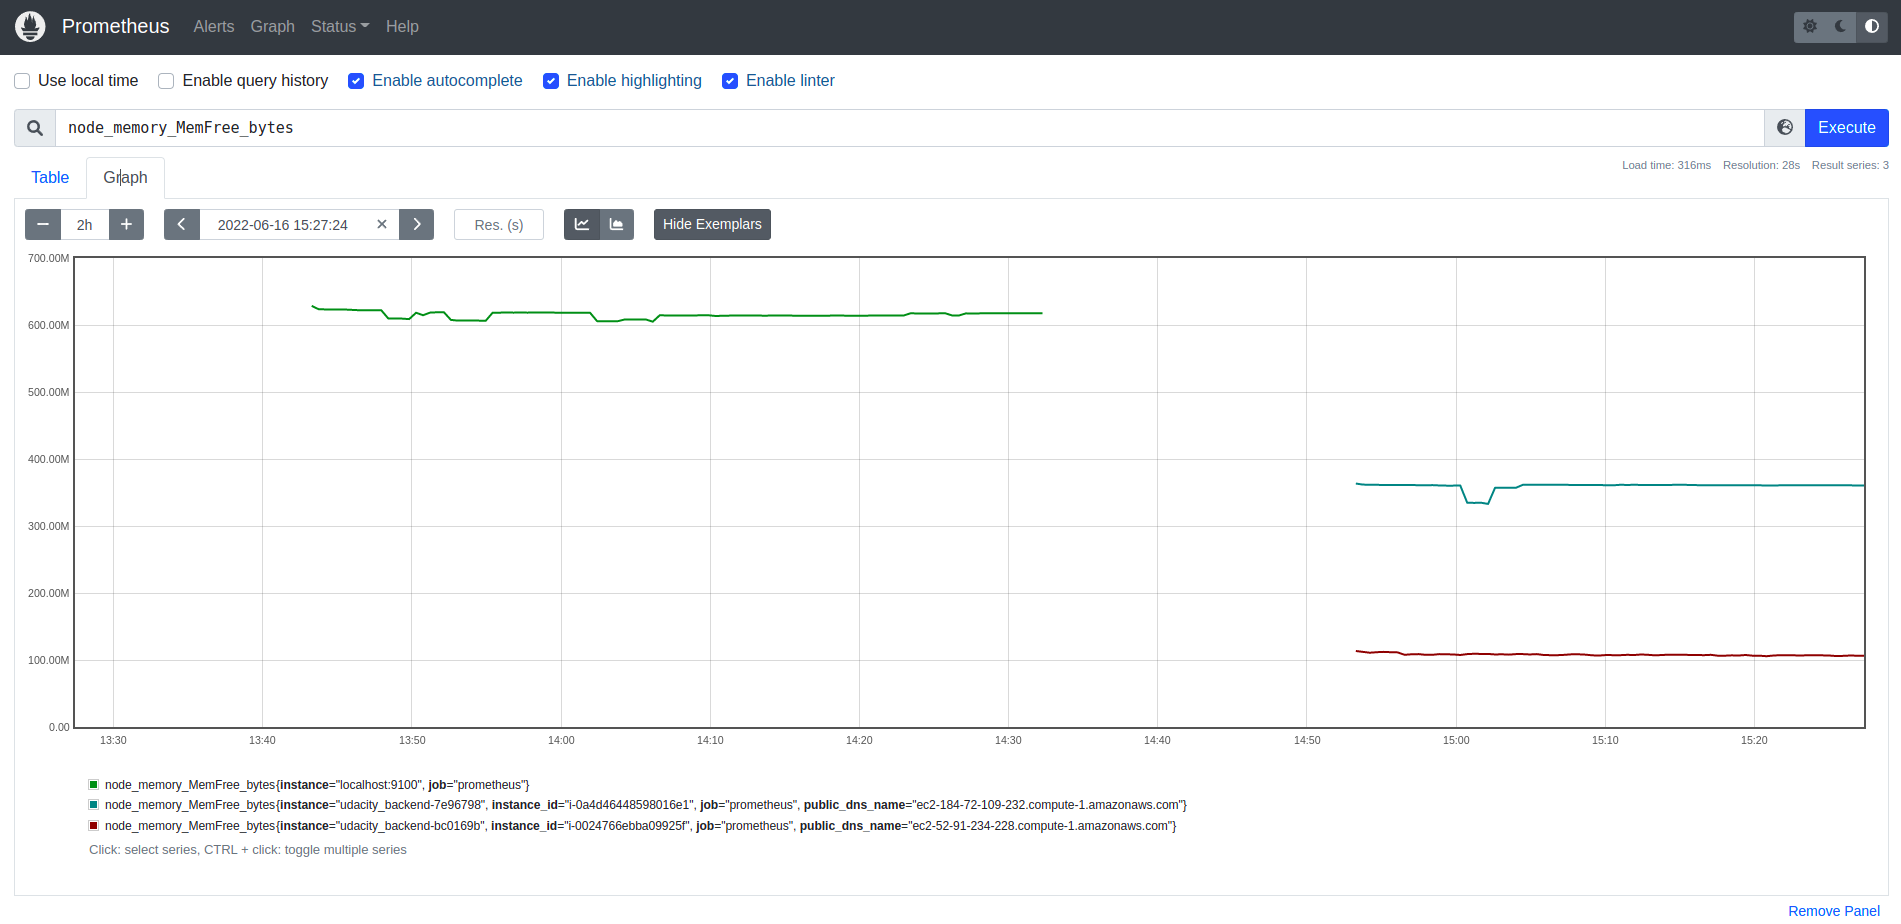 Prometheus Alerts Graph Status Help
Use local time Enable query history Enable autocomplete Enable highlighting Enable linter
node_memory_MemFree_bytes Execute
Table Graph Load time: 316ms Resolution: 28s Result series: 3
2h 2022-06-16 15:27:24 Res. (s) Hide Exemplars
700.00M
600.00M
500.00M
400.00M
300.00M
200.00M
100.00M
0.00
13:30 13:40 13:50 14:00 14:10 14:20 14:30 14:40 14:50 15:00 15:10 15:20
node_memory_MemFree_bytes{instance="localhost:9100", job="prometheus"}
node_memory_MemFree_bytes{instance="udacity_backend-7e96798", instance_id="i-0a4d46448598016e1", job="prometheus", public_dns_name="ec2-184-72-109-232.compute-1.amazonaws.com"}
node_memory_MemFree_bytes{instance="udacity_backend-bc0169b", instance_id="i-0024766ebba09925f", job="prometheus", public_dns_name="ec2-52-91-234-228.compute-1.amazonaws.com"}
Click: select series, CTRL + click: toggle multiple series
Remove Panel